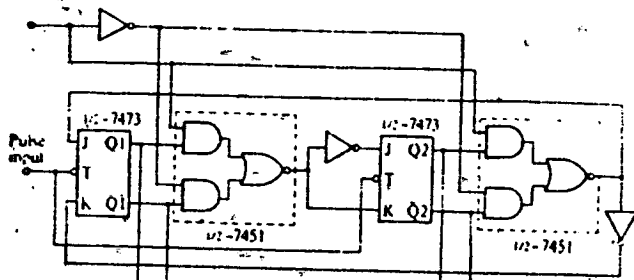 1/2-7473
1/2-7473
Pulse
input
J Q1
T
K Q1
1/2-7451
J Q2
T
K Q2
1/2-7451